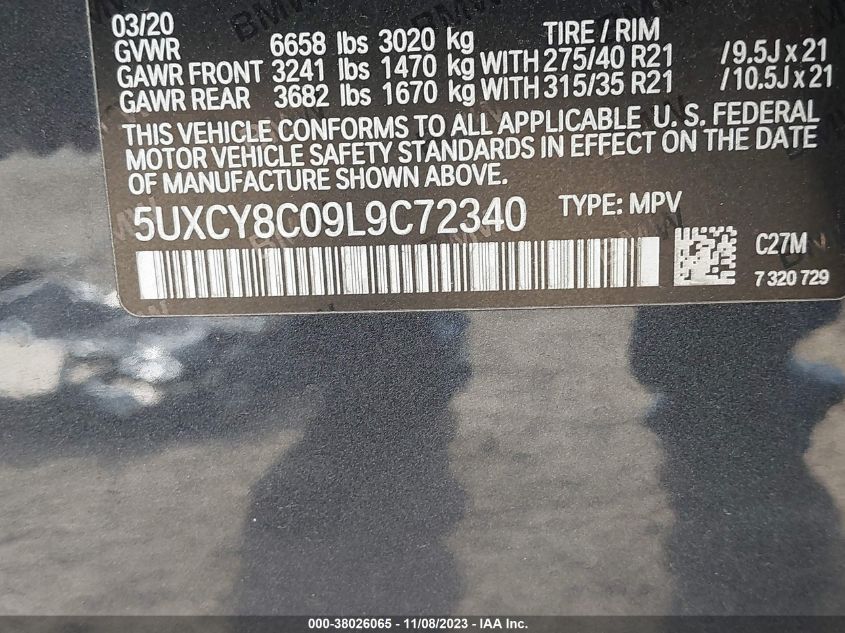 03/20
GVWR 6658 lbs 3020 kg TIRE / RIM
GAWR FRONT 3241 lbs 1470 kg WITH 275/40 R21 /9.5J x 21
GAWR REAR 3682 lbs 1670 kg WITH 315/35 R21 /10.5J x 21
THIS VEHICLE CONFORMS TO ALL APPLICABLE U. S. FEDERAL
MOTOR VEHICLE SAFETY STANDARDS IN EFFECT ON THE DATE
OF MANUFACTURE SHOWN ABOVE.
5UXCY8C09L9C72340 TYPE: MPV
C27M
7 320 729
000-38026065 - 11/08/2023 - IAA Inc.